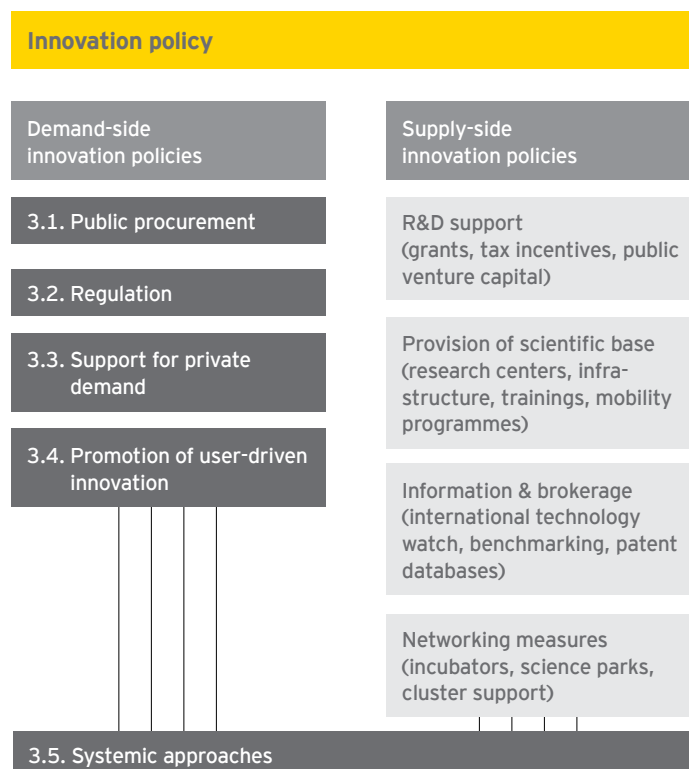 Innovation policy
Demand-side
innovation policies
3.1. Public procurement
3.2. Regulation
3.3. Support for private
demand
3.4. Promotion of user-driven
innovation
Supply-side
innovation policies
R&D support
(grants, tax incentives, public
venture capital)
Provision of scientific base
(research centers, infra-
structure, trainings, mobility
programmes)
Information & brokerage
(international technology
watch, benchmarking, patent
databases)
Networking measures
(incubators, science parks,
cluster support)
3.5. Systemic approaches